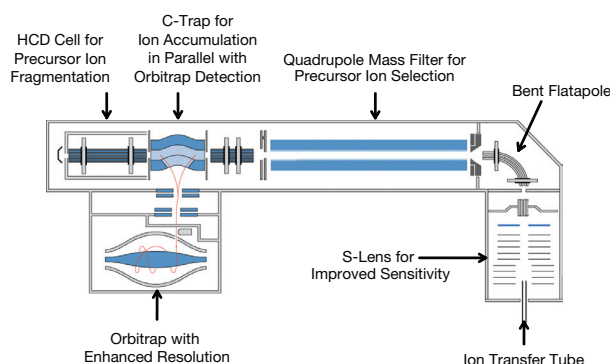 HCD Cell for
Precursor Ion
Fragmentation
C-Trap for
Ion Accumulation
in Parallel with
Orbitrap Detection
Quadrupole Mass Filter for
Precursor Ion Selection
Bent Flatapole
S-Lens for
Improved Sensitivity
Orbitrap with
Enhanced Resolution
Ion Transfer Tube